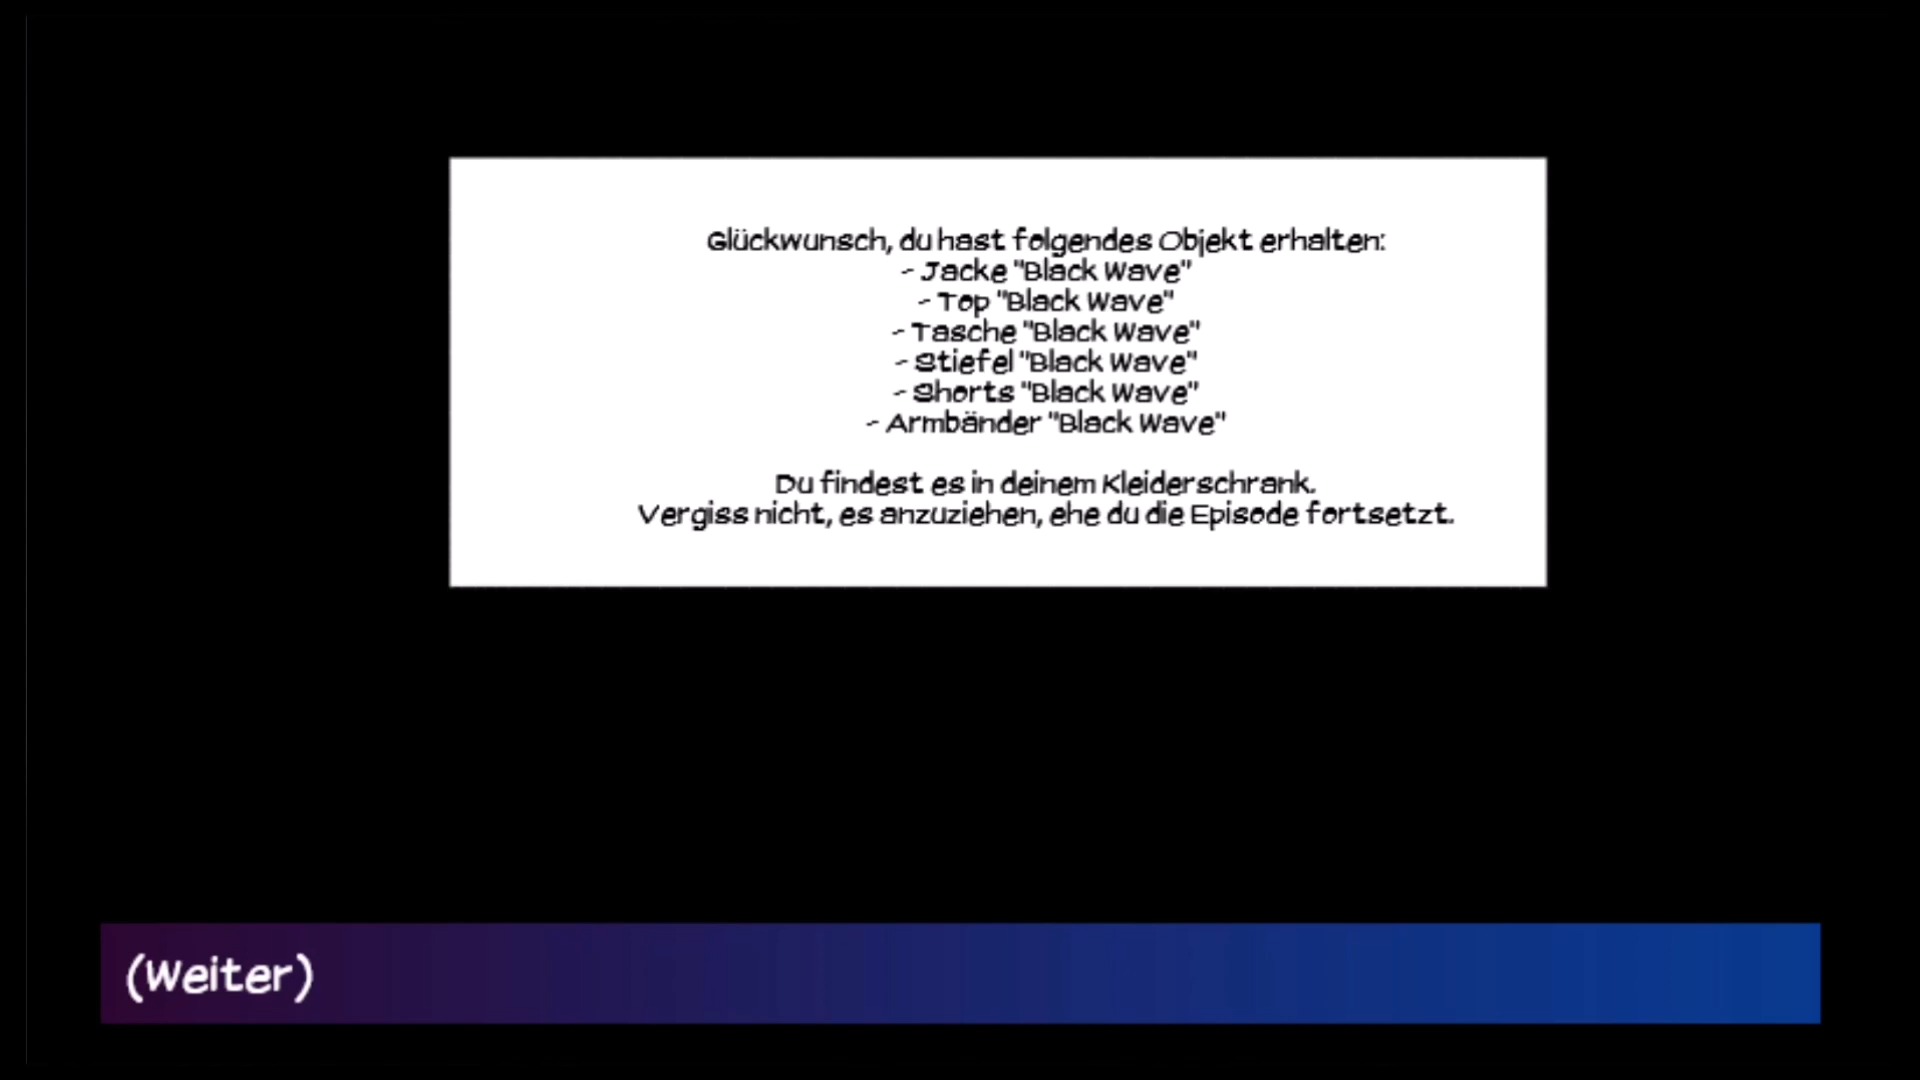 Glückwunsch, du hast folgendes Objekt erhalten:
- Jacke "Black Wave"
- Top "Black Wave"
- Tasche "Black Wave"
- Stiefel "Black Wave"
- Shorts "Black Wave"
- Armbänder "Black Wave"
Du findest es in deinem Kleiderschrank.
Vergiss nicht, es anzuziehen, ehe du die Episode fortsetzt.
(Weiter)